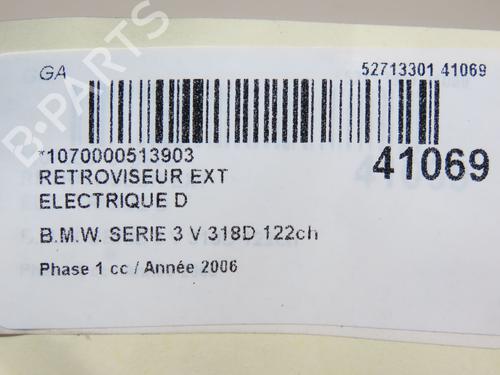 GA
52713301 41069
*1070000513903
41069
RETROVISEUR EXT
ELECTRIQUE D
B.M.W. SERIE 3 V 318D 122ch
Phase 1 cc / Année 2006
B-PARTS